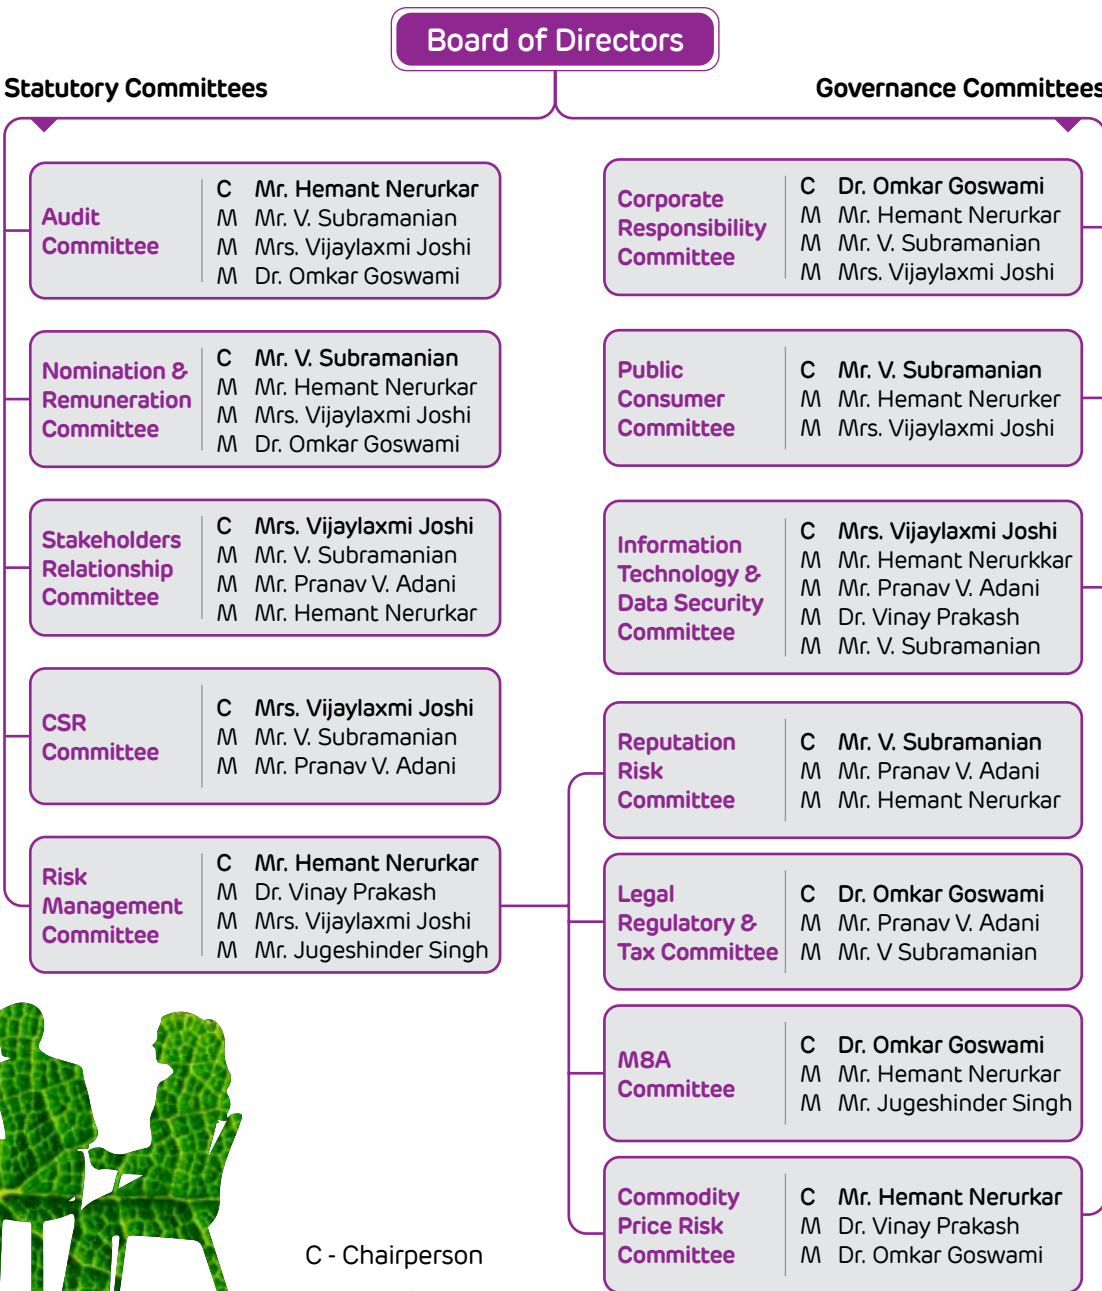 Board of Directors
Statutory Committees
Audit
Committee
C Mr. Hemant Nerurkar
M Mr. V. Subramanian
M Mrs. Vijaylaxmi Joshi
M Dr. Omkar Goswami
Nomination &
Remuneration
Committee
C Mr. V. Subramanian
M Mr. Hemant Nerurkar
M Mrs. Vijaylaxmi Joshi
M Dr. Omkar Goswami
Stakeholders
Relationship
Committee
C Mrs. Vijaylaxmi Joshi
M Mr. V. Subramanian
M Mr. Pranav V. Adani
M Mr. Hemant Nerurkar
CSR
Committee
C Mrs. Vijaylaxmi Joshi
M Mr. V. Subramanian
M Mr. Pranav V. Adani
Risk
Management
Committee
C Mr. Hemant Nerurkar
M Dr. Vinay Prakash
M Mrs. Vijaylaxmi Joshi
M Mr. Jugeshinder Singh
Governance Committees
Corporate
Responsibility
Committee
C Dr. Omkar Goswami
M Mr. Hemant Nerurkar
M Mr. V. Subramanian
M Mrs. Vijaylaxmi Joshi
Public
Consumer
Committee
C Mr. V. Subramanian
M Mr. Hemant Nerurker
M Mrs. Vijaylaxmi Joshi
Information
Technology &
Data Security
Committee
C Mrs. Vijaylaxmi Joshi
M Mr. Hemant Nerurkkar
M Mr. Pranav V. Adani
M Dr. Vinay Prakash
M Mr. V. Subramanian
Reputation
Risk
Committee
C Mr. V. Subramanian
M Mr. Pranav V. Adani
M Mr. Hemant Nerurkar
Legal
Regulatory &
Tax Committee
C Dr. Omkar Goswami
M Mr. Pranav V. Adani
M Mr. V Subramanian
M8A
Committee
C Dr. Omkar Goswami
M Mr. Hemant Nerurkar
M Mr. Jugeshinder Singh
Commodity
Price Risk
Committee
C Mr. Hemant Nerurkar
M Dr. Vinay Prakash
M Dr. Omkar Goswami
C - Chairperson